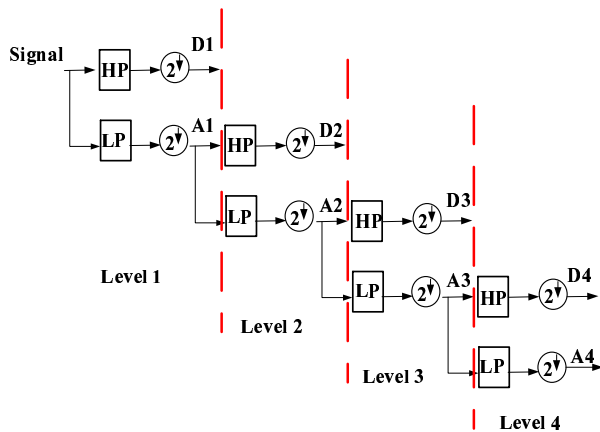 Signal
HP
2
D1
LP
2
A1
HP
2
D2
LP
2
A2
HP
2
D3
Level 1
LP
2
A3
HP
2
D4
Level 2
LP
2
A4
Level 3
Level 4